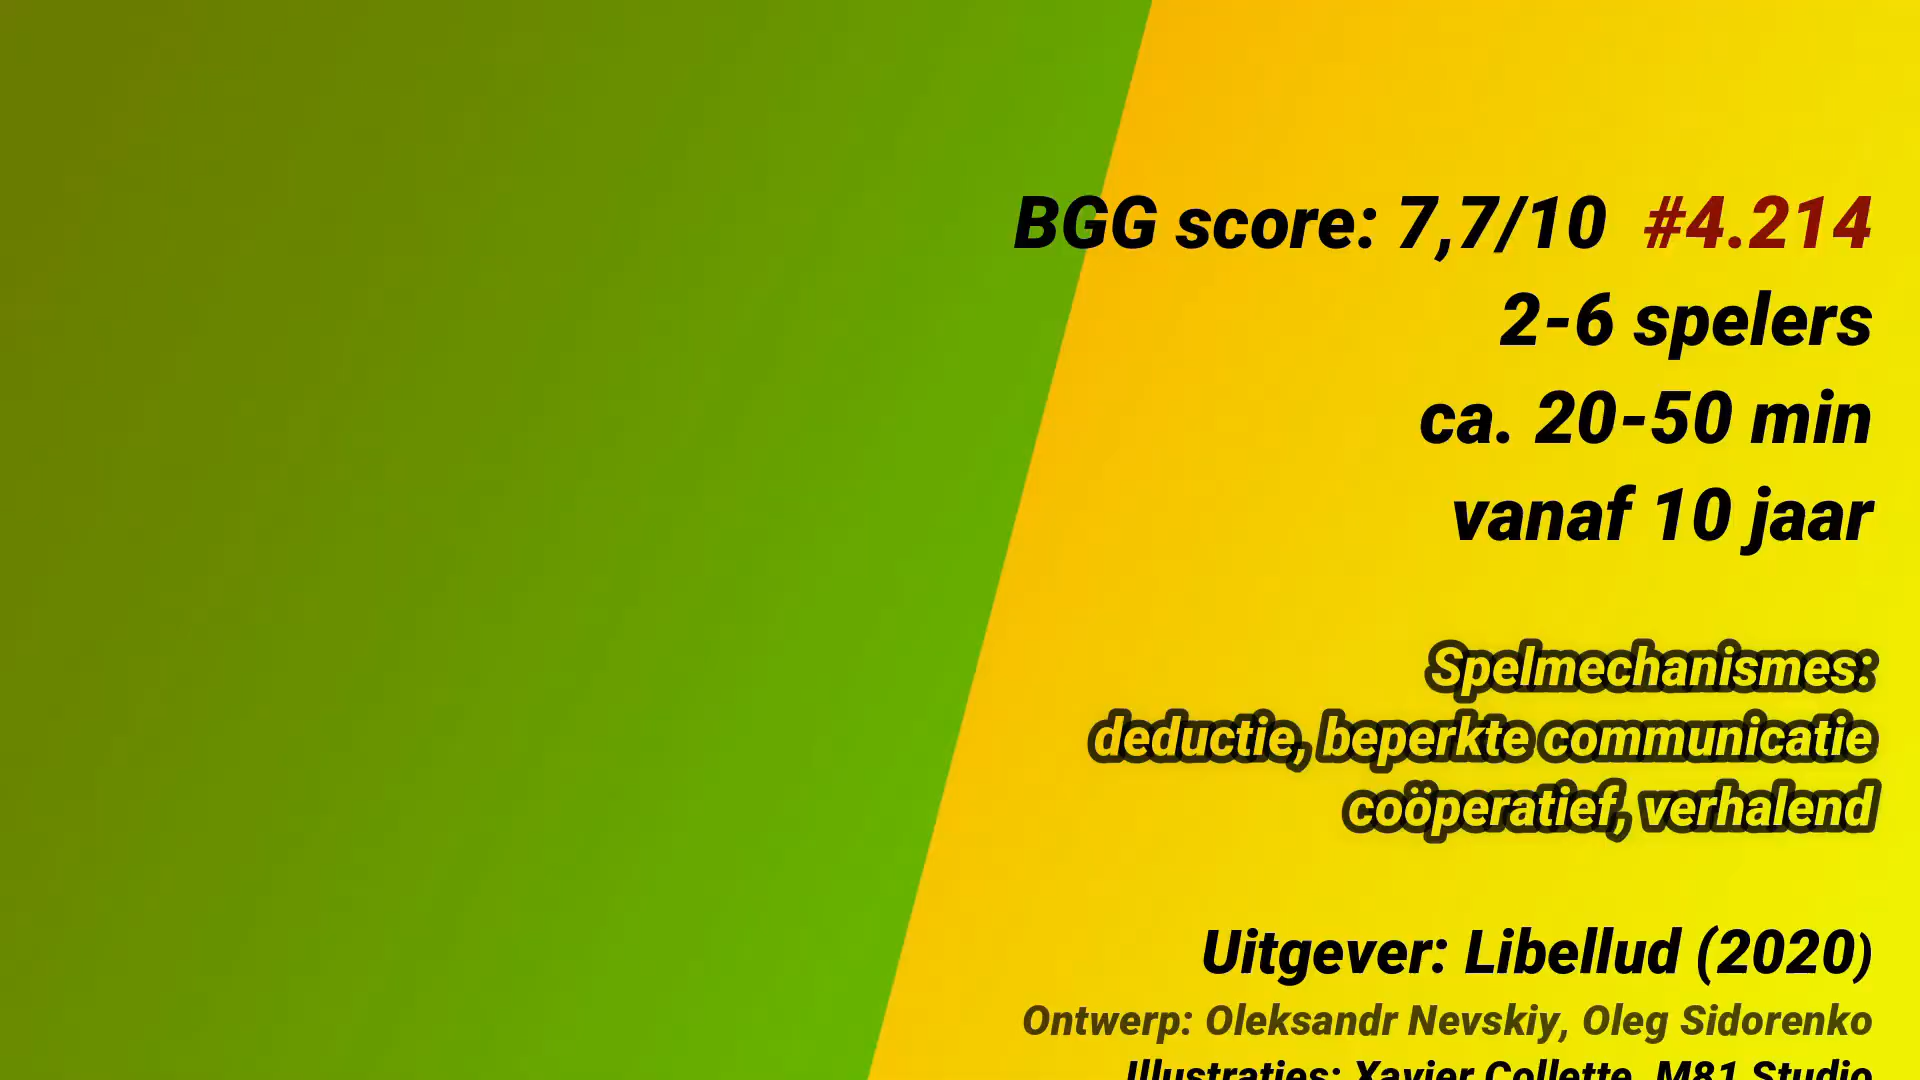 BGG score: 7,7/10 #4.214
2-6 spelers
ca. 20-50 min
vanaf 10 jaar
Spelmechanismes:
deductie, beperkte communicatie
coöperatief, verhalend
Uitgever: Libellud (2020)
Ontwerp: Oleksandr Nevskiy, Oleg Sidorenko
Illustraties: Xavier Collette, M81 Studio